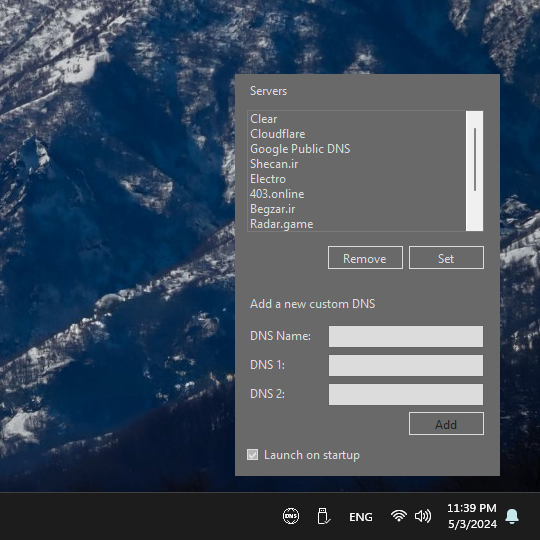 Servers
Clear
Cloudflare
Google Public DNS
Shecan.ir
Electro
403.online
Begzar.ir
Radar.game
Remove
Set
Add a new custom DNS
DNS Name:
DNS 1:
DNS 2:
Add
Launch on startup
DNS
ENG
11:39 PM
5/3/2024